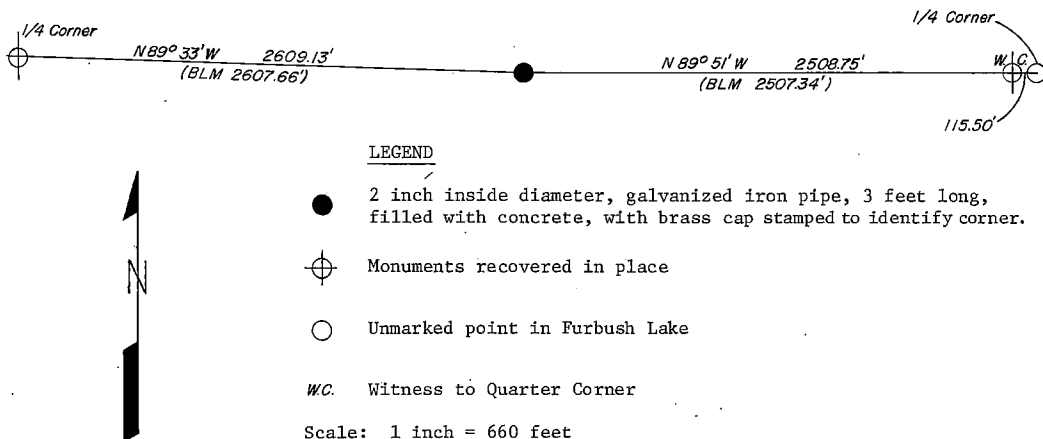 1/4 Corner
1/4 Corner
N 89° 33' W 2609.13'
(BLM 2607.66')
N 89° 51' W 2508.75'
(BLM 2507.34')
W. C.
115.50'
LEGEND
2 inch inside diameter, galvanized iron pipe, 3 feet long,
filled with concrete, with brass cap stamped to identify corner.
N
Monuments recovered in place
Unmarked point in Furbush Lake
W.C. Witness to Quarter Corner
Scale: 1 inch = 660 feet